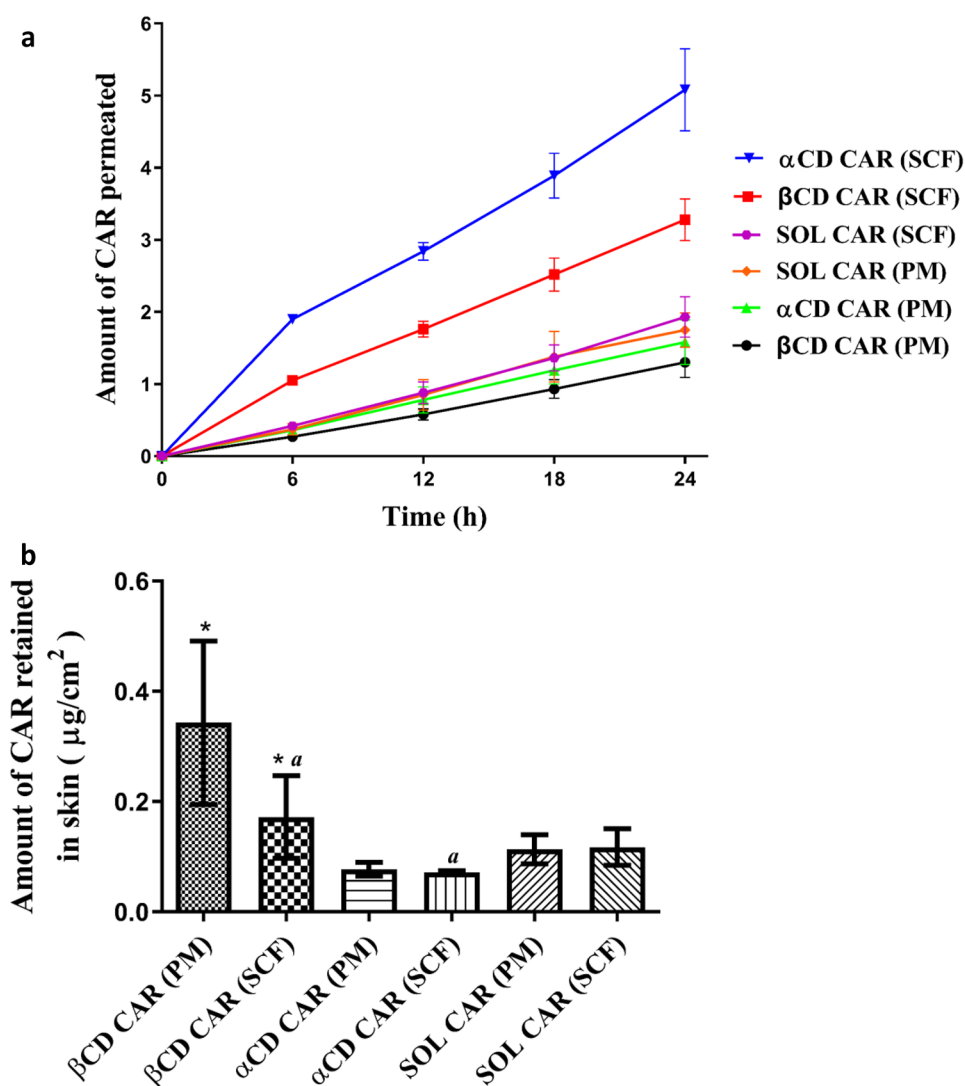 a
Amount of CAR permeated
6
5
4
3
2
1
0
0 6 12 18 24
Time (h)
αCD CAR (SCF)
βCD CAR (SCF)
SOL CAR (SCF)
SOL CAR (PM)
αCD CAR (PM)
βCD CAR (PM)
b
Amount of CAR retained
in skin ( µg/cm²)
0.6
0.4
0.2
0.0
*
* a
a
βCD CAR (PM)
βCD CAR (SCF)
αCD CAR (PM)
αCD CAR (SCF)
SOL CAR (PM)
SOL CAR (SCF)